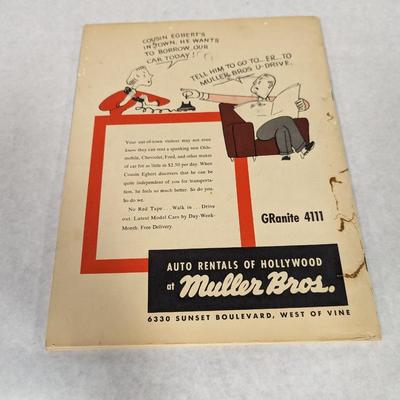 COUSIN EGBERT'S
IN TOWN. HE WANTS
TO BORROW OUR
CAR TODAY!
TELL HIM TO GO TO...ER...TO
MULLER BROS U-DRIVE.
Your out-of-town visitors may not even
know they can rent a spanking new Olds-
mobile, Chevrolet, Ford, and other makes
of car for as little as $2.50 per day. When
Cousin Egbert discovers that he can be
quite independent of you for transporta-
tion, he feels so much better. So do you.
So do we.
No Red Tape... Walk in... Drive
out. Latest Model Cars by Day-Week-
Month. Free Delivery.
GRanite 4111
AUTO RENTALS OF HOLLYWOOD
at Muller Bros.
6330 SUNSET BOULEVARD, WEST OF VINE